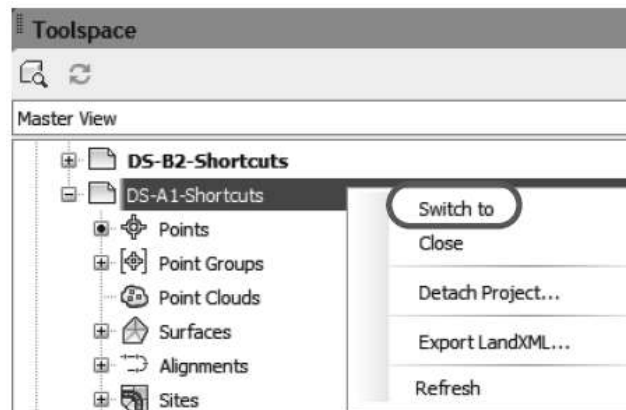 Toolspace
Master View
DS-B2-Shortcuts
DS-A1-Shortcuts
Points
Point Groups
Point Clouds
Surfaces
Alignments
Sites
Switch to
Close
Detach Project...
Export LandXML...
Refresh